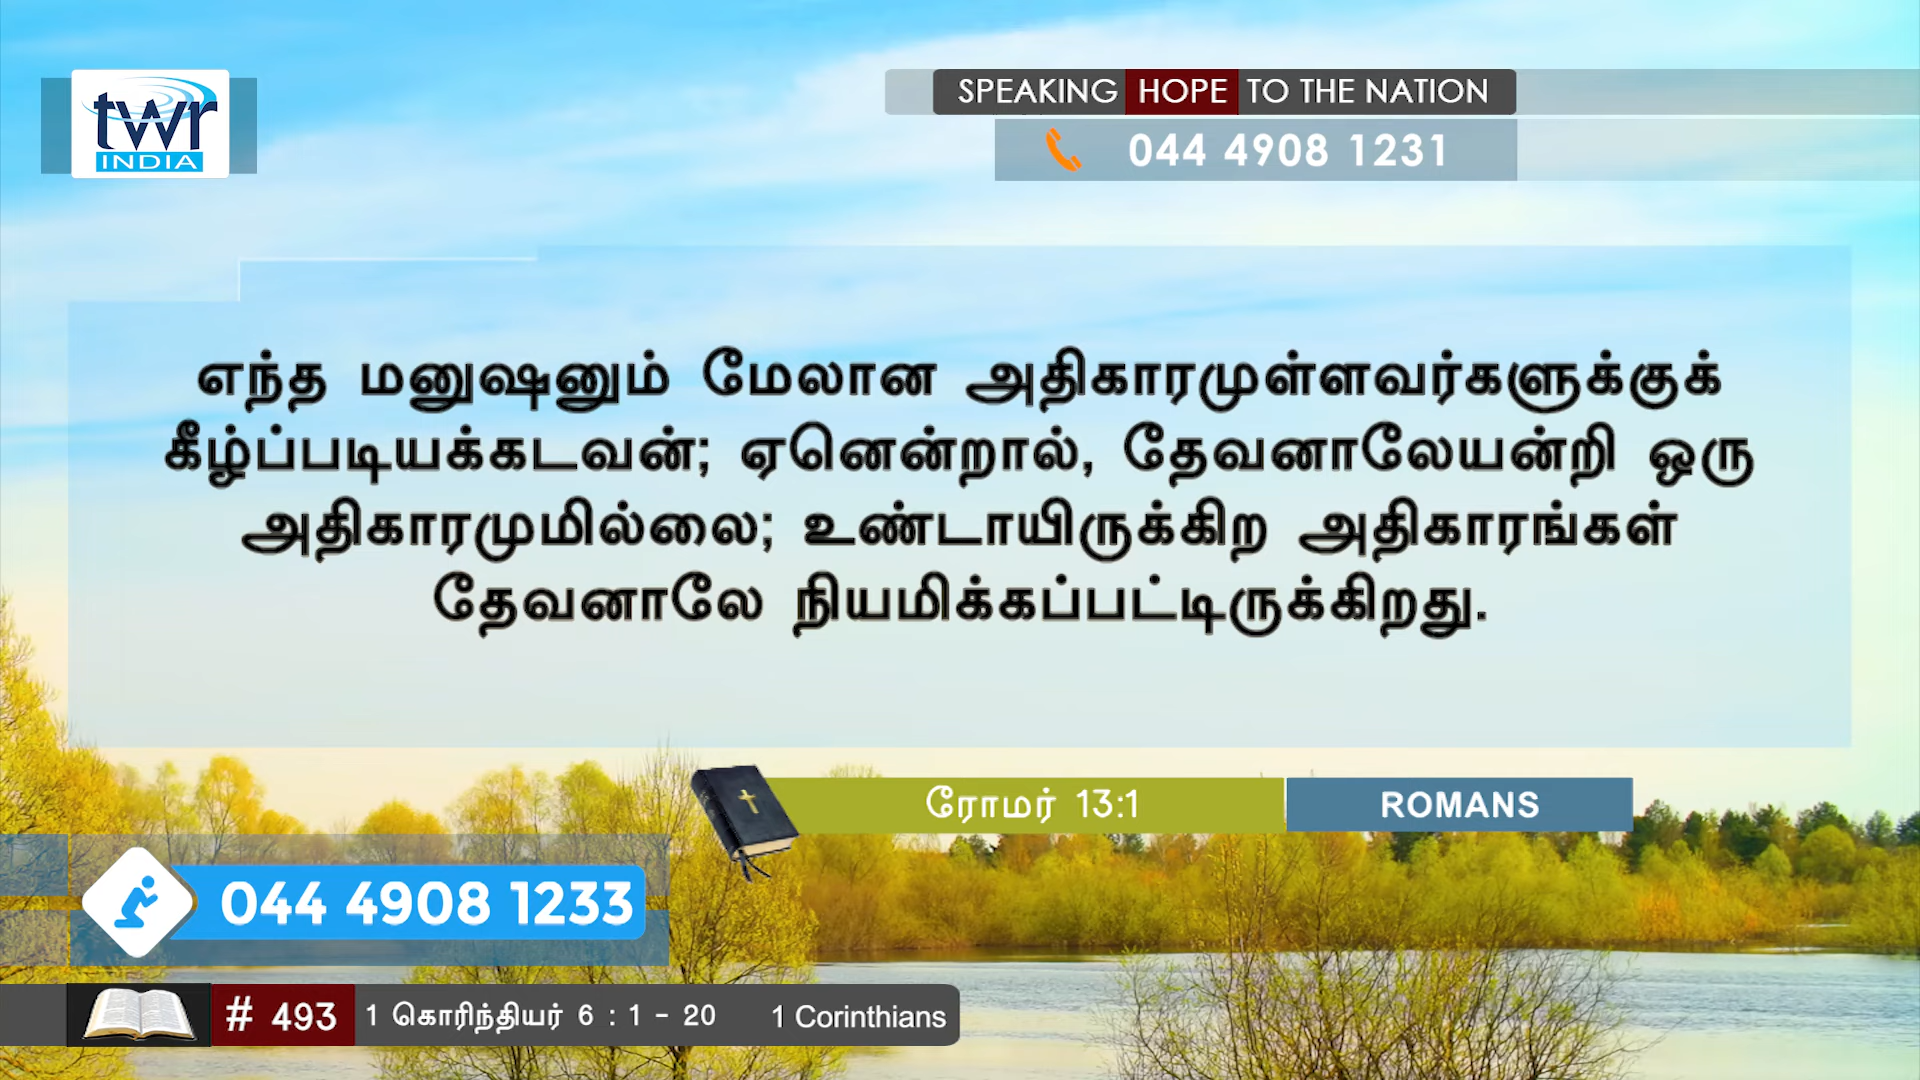 twr
INDIA
SPEAKING HOPE TO THE NATION
044 4908 1231
எந்த மனுஷனும் மேலான அதிகாரமுள்ளவர்களுக்குக்
கீழ்ப்படியக்கடவன்; ஏனென்றால், தேவனாலேயன்றி ஒரு
அதிகாரமுமில்லை; உண்டாயிருக்கிற அதிகாரங்கள்
தேவனாலே நியமிக்கப்பட்டிருக்கிறது.
ரோமர் 13:1 ROMANS
044 4908 1233
# 493 1 கொரிந்தியர் 6 : 1 - 20 1 Corinthians